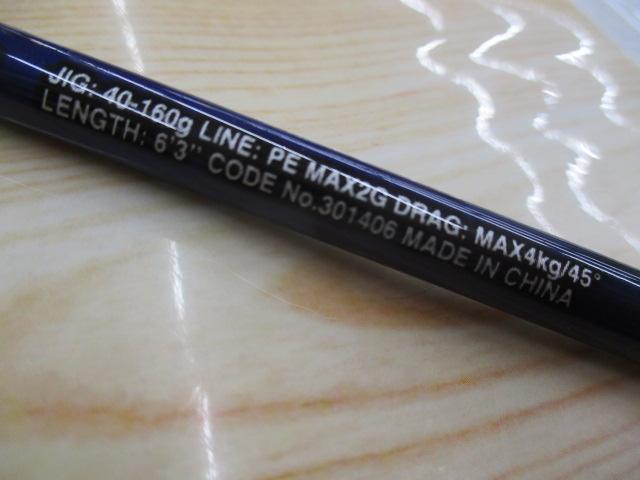 JIG: 40-160g LINE: PE MAX2G DRAG: MAX4kg/45°
LENGTH: 6'3'' CODE No.301406 MADE IN CHINA